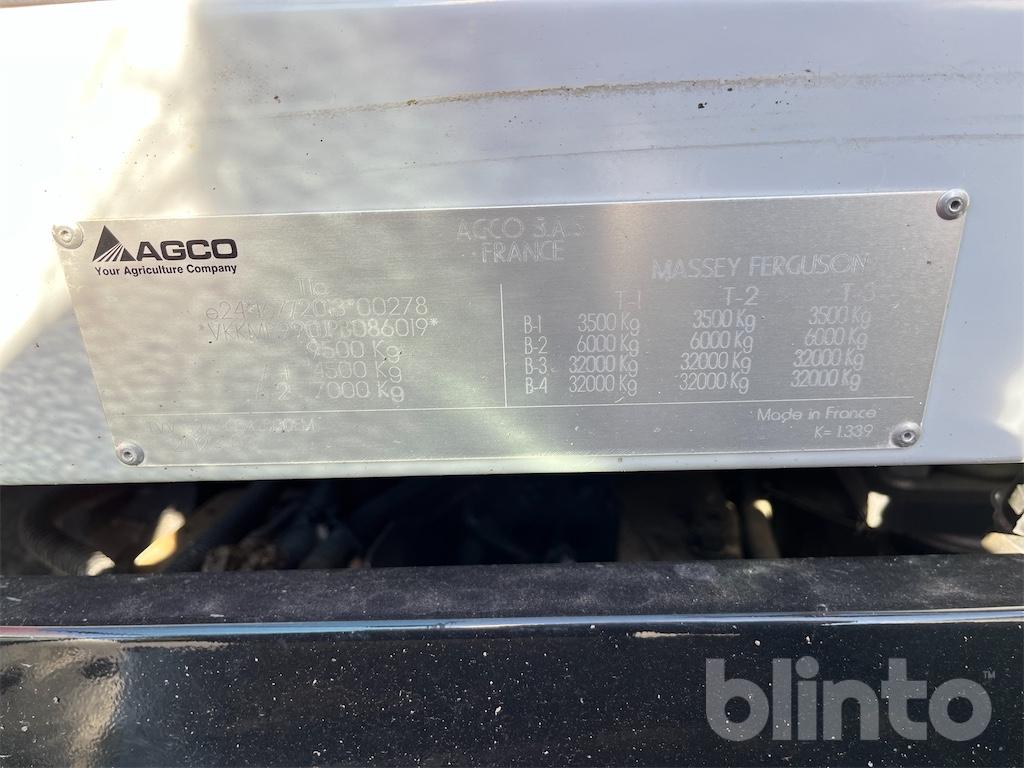 AGCO
Your Agriculture Company
AGCO S.A.S
FRANCE
MASSEY FERGUSON
T1a
9500 Kg
4500 Kg
7000 Kg
T-1 T-2 T-3
B-1 3500 Kg 3500 Kg 3500 Kg
B-2 6000 Kg 6000 Kg 6000 Kg
B-3 32000 Kg 32000 Kg 32000 Kg
B-4 32000 Kg 32000 Kg 32000 Kg
Made in France
K= 1.339
blinto™